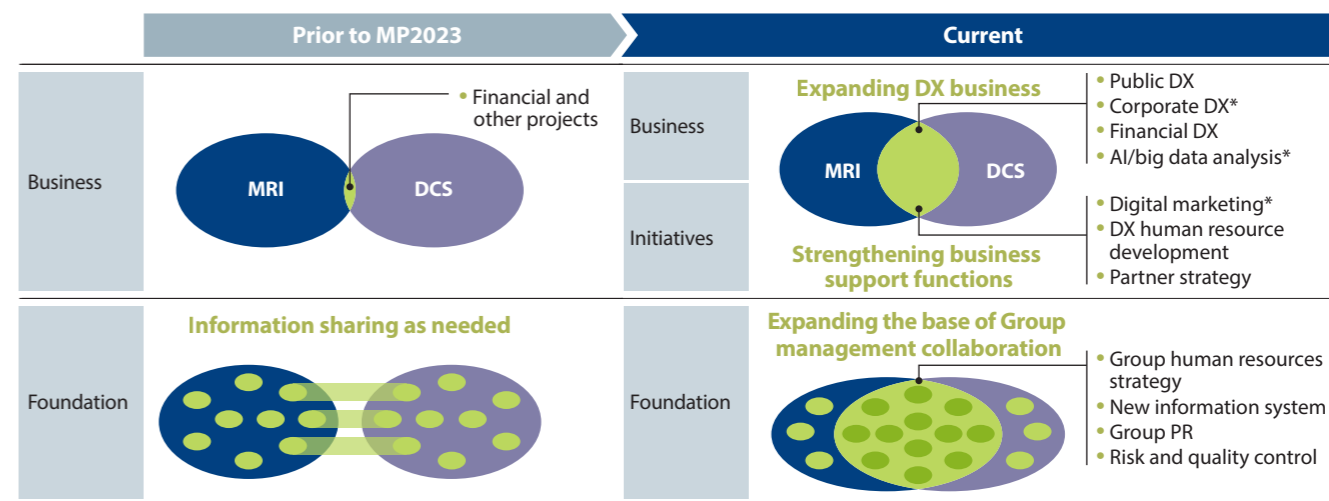 Prior to MP2023
Current
Business
• Financial and
other projects
MRI
DCS
Business
Initiatives
Expanding DX business
MRI
DCS
Strengthening business
support functions
• Public DX
• Corporate DX*
• Financial DX
• AI/big data analysis*
• Digital marketing*
• DX human resource
development
• Partner strategy
Foundation
Information sharing as needed
Foundation
Expanding the base of Group
management collaboration
• Group human resources
strategy
• New information system
• Group PR
• Risk and quality control